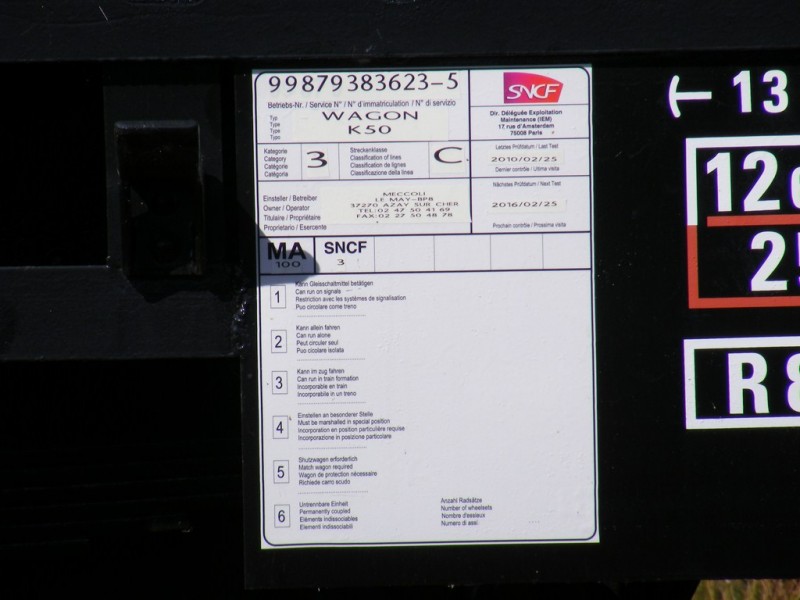 99879383623-5
SNCF
Betriebs-Nr. / Service N° / N° d'immatriculation / N° di servizio
Typ
Type
Type
Tipo
WAGON
K50
Dir. Déléguée Exploitation
Maintenance (IEM)
17, rue d'Amsterdam
75008 Paris
Kategorie
Category
Catégorie
Categoria
3
Streckenklasse
Classification of lines
Classification de lignes
Classificazione della linea
C
Letztes Prüfdatum / Last Test
2010/02/25
Dernier contrôle / Ultima visita
Einsteller / Betreiber
Owner / Operator
Titulaire / Propriétaire
Proprietario / Esercente
MECCOLI
LE MAY-BP8
37270 AZAY SUR CHER
TEL:02 47 50 41 69
FAX:02 27 50 48 78
Nächstes Prüfdatum / Next Test
2016/02/25
Prochain contrôle / Prossima visita
MA
100
SNCF
3
1
Kann Gleisschaltmittel betätigen
Can run on signals
Restriction avec les systèmes de signalisation
Puo circolare come treno
2
Kann allein fahren
Can run alone
Peut circuler seul
Puo circolare isolata
3
Kann im zug fahren
Can run in train formation
Incorporable en train
Incorporabile in un treno
4
Einstellen an besonderer Stelle
Must be marshalled in special position
Incorporation en position particulière requise
Incorporazione in posizione particolare
5
Shutzwagen erforderlich
Match wagon required
Wagon de protection nécessaire
Richiede carro scudo
6
Untrennbare Einheit
Permanently coupled
Eléments indissociables
Elementi indissociabili
Anzahl Radsätze
Number of wheelsets
Nombre d'essieux
Numero di assi
13
12
25
R 8